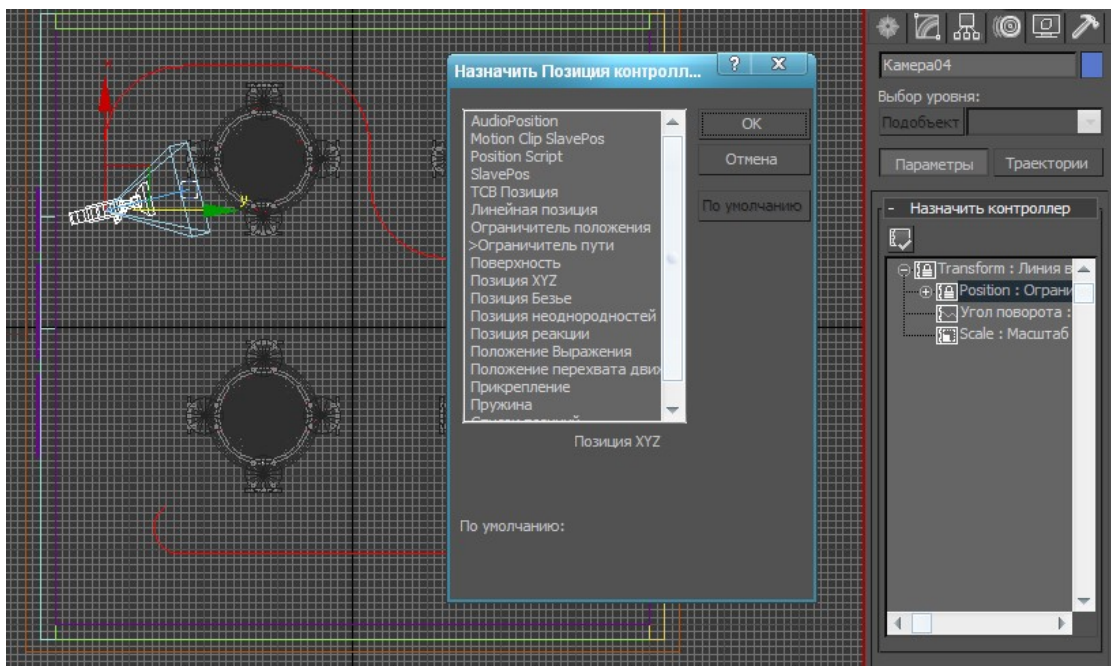 Назначить Позиция контролл...
?
X
AudioPosition
Motion Clip SlavePos
Position Script
SlavePos
TCB Позиция
Линейная позиция
Ограничитель положения
>Ограничитель пути
Поверхность
Позиция XYZ
Позиция Безье
Позиция неоднородностей
Позиция реакции
Положение Выражения
Положение перехвата движ
Прикрепление
Пружина
OK
Отмена
По умолчанию
Позиция XYZ
По умолчанию:
y
Камера04
Выбор уровня:
Подобъект
Параметры
Траектории
- Назначить контроллер
Transform : Линия в
Position : Ограни
Угол поворота :
Scale : Масштаб